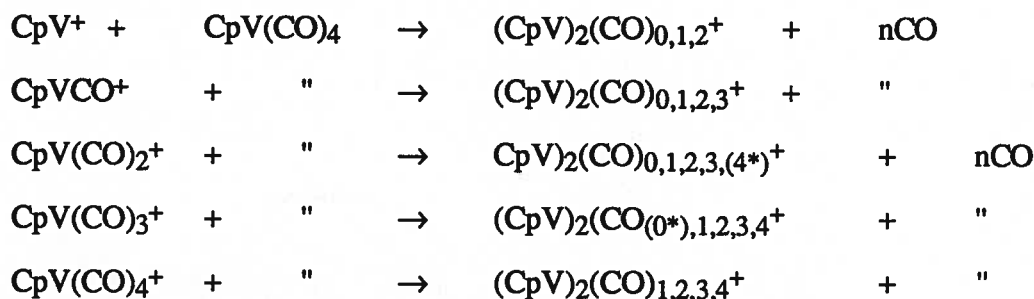 CpV⁺ + CpV(CO)₄ → (CpV)₂(CO)₀,₁,₂⁺ + nCO
CpVCO⁺ + " → (CpV)₂(CO)₀,₁,₂,₃⁺ + "
CpV(CO)₂⁺ + " → CpV)₂(CO)₀,₁,₂,₃,₍₄*₎⁺ + nCO
CpV(CO)₃⁺ + " → (CpV)₂(CO₍₀*₎,₁,₂,₃,₄⁺ + "
CpV(CO)₄⁺ + " → (CpV)₂(CO)₁,₂,₃,₄⁺ + "